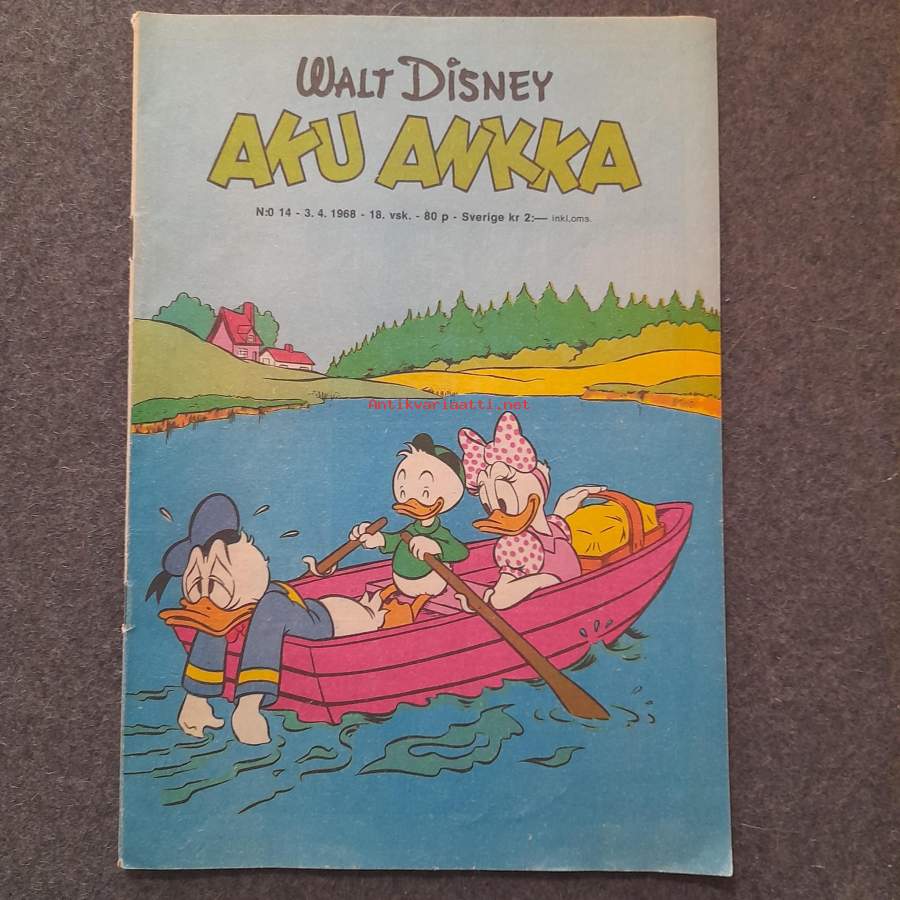 WALT DISNEY
AKU ANKKA
N:O 14 - 3. 4. 1968 - 18. vsk. - 80 p - Sverige kr 2:— inkl.oms.
Antikvariaatti.net